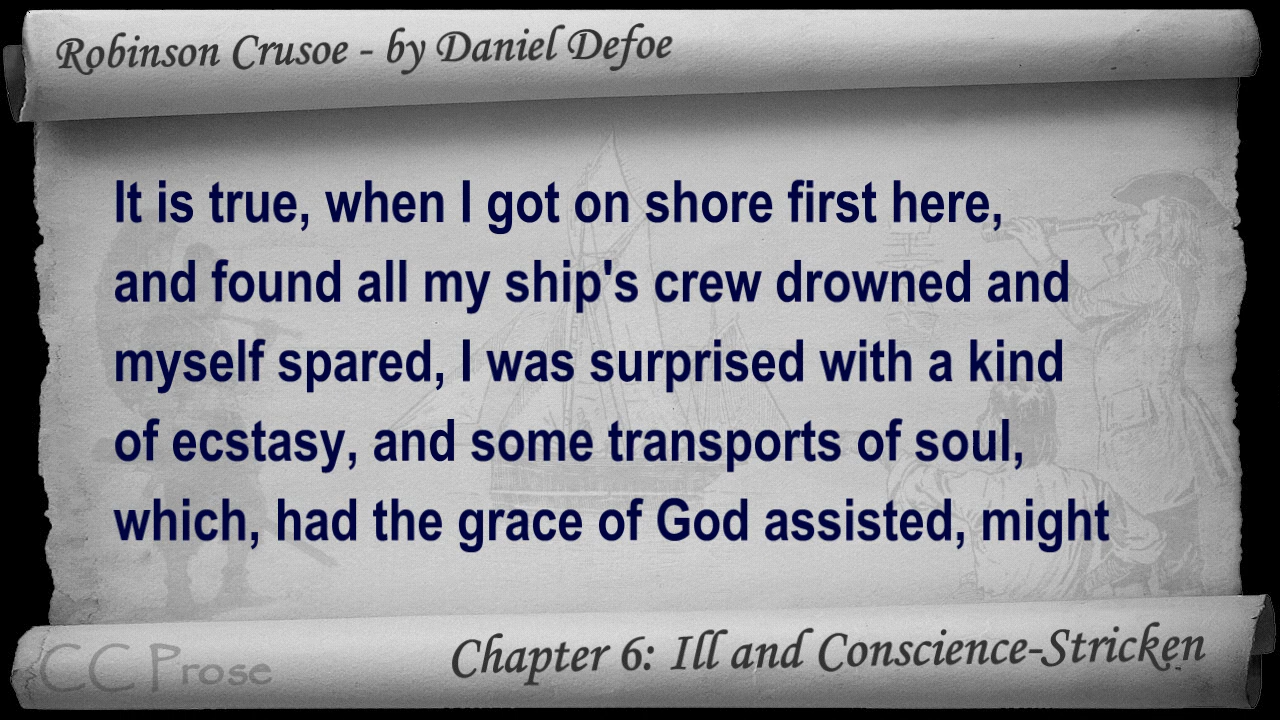 Robinson Crusoe - by Daniel Defoe
It is true, when I got on shore first here,
and found all my ship's crew drowned and
myself spared, I was surprised with a kind
of ecstasy, and some transports of soul,
which, had the grace of God assisted, might
CC Prose
Chapter 6: Ill and Conscience-Stricken